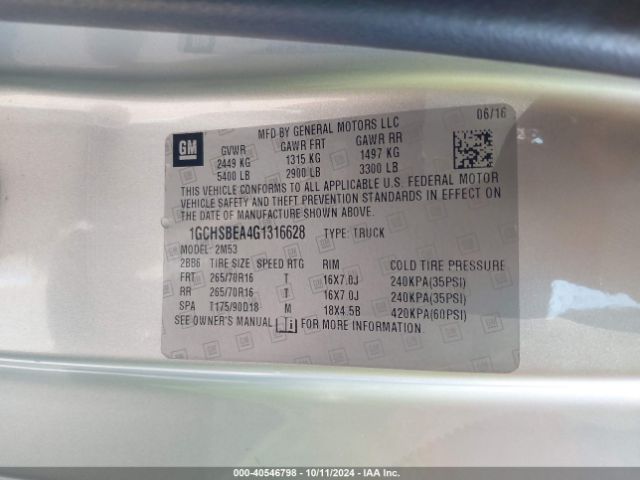 06/16
MFD BY GENERAL MOTORS LLC
GM
GVWR GAWR FRT GAWR RR
2449 KG 1315 KG 1497 KG
5400 LB 2900 LB 3300 LB
THIS VEHICLE CONFORMS TO ALL APPLICABLE U.S. FEDERAL MOTOR
VEHICLE SAFETY AND THEFT PREVENTION STANDARDS IN EFFECT ON
THE DATE OF MANUFACTURE SHOWN ABOVE.
1GCHSBEA4G1316628 TYPE: TRUCK
MODEL: 2M53
2BB6 TIRE SIZE SPEED RTG RIM COLD TIRE PRESSURE
FRT 265/70R16 T 16X7.0J 240KPA(35PSI)
RR 265/70R16 T 16X7.0J 240KPA(35PSI)
SPA T175/90D18 M 18X4.5B 420KPA(60PSI)
SEE OWNER'S MANUAL i FOR MORE INFORMATION
000-40546798 - 10/11/2024 - IAA Inc.